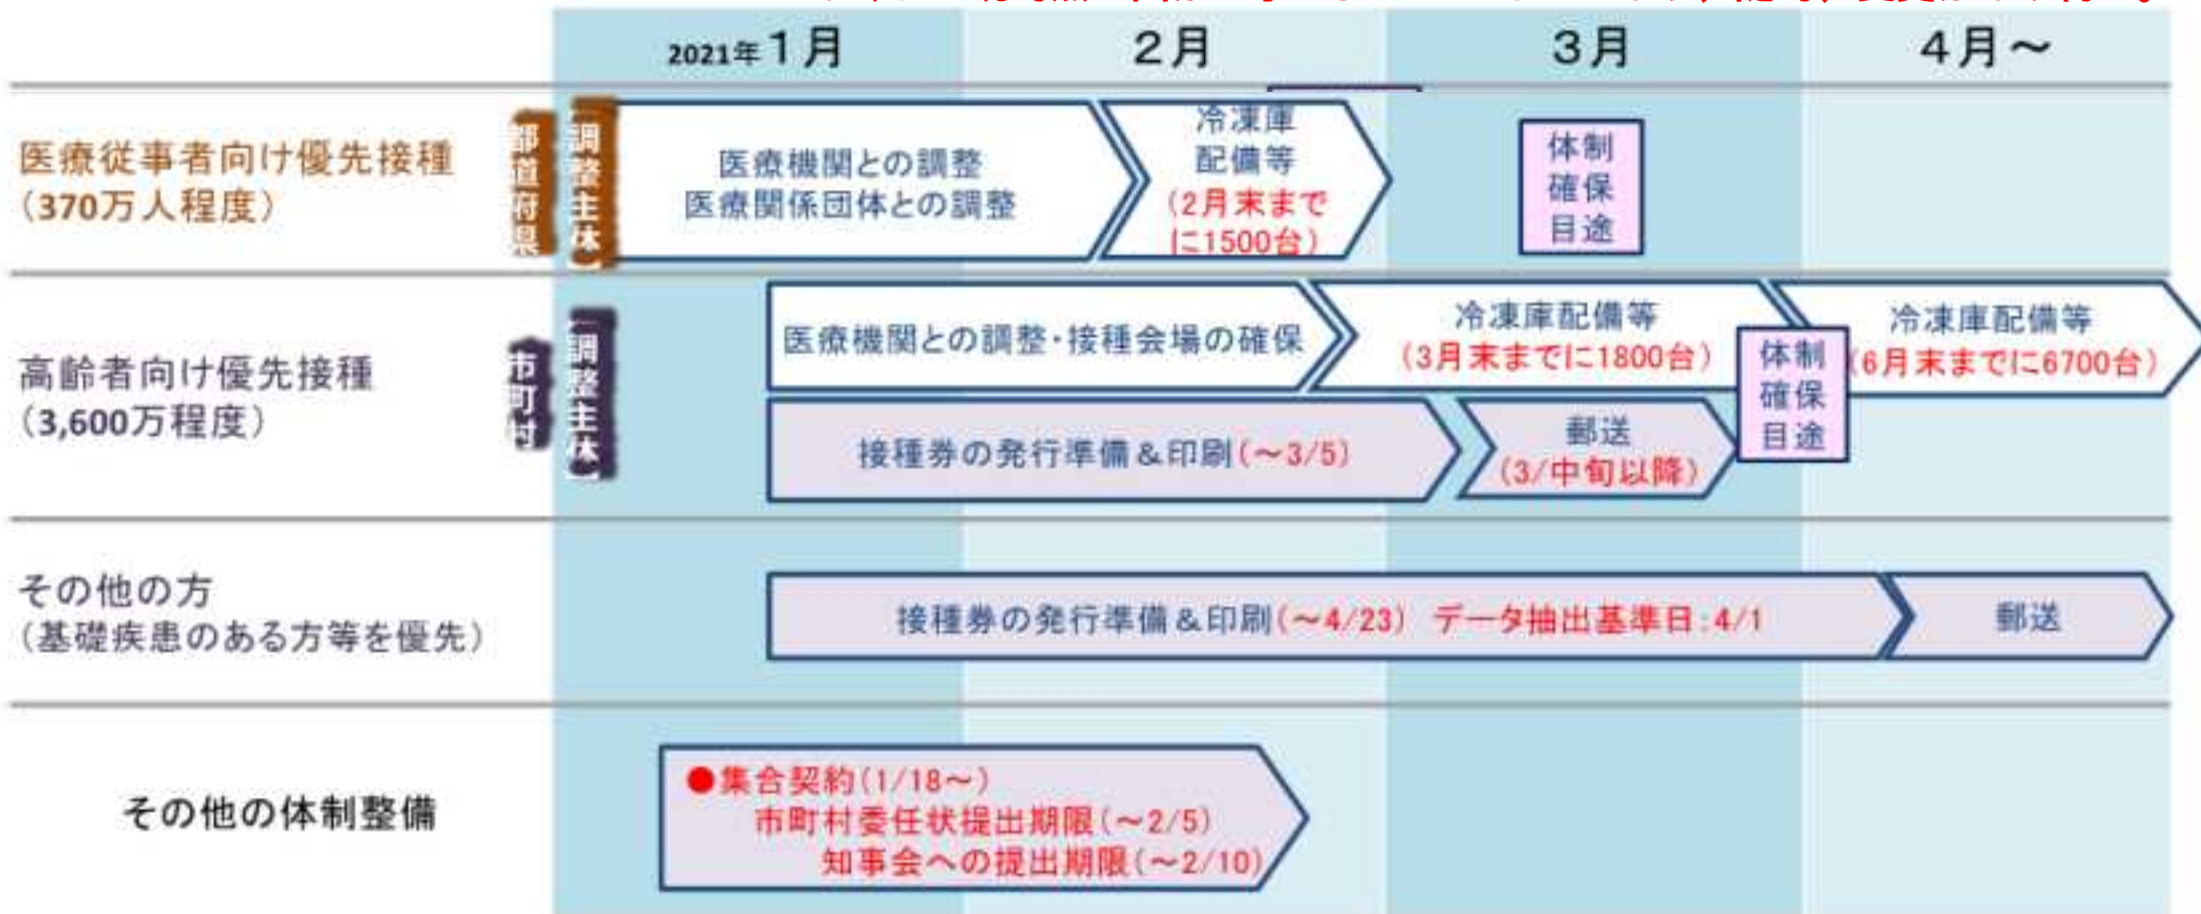 2021年1月
2月
3月
4月～
医療従事者向け優先接種
（370万人程度）
調整主体
都道府県
医療機関との調整
医療関係団体との調整
冷凍庫
配備等
（2月末まで
に1500台）
体制
確保
目途
高齢者向け優先接種
（3,600万程度）
調整主体
市町村
医療機関との調整・接種会場の確保
冷凍庫配備等
（3月末までに1800台）
冷凍庫配備等
（6月末までに6700台）
体制
確保
目途
接種券の発行準備＆印刷（～3/5）
郵送
（3/中旬以降）
その他の方
（基礎疾患のある方等を優先）
接種券の発行準備＆印刷（～4/23） データ抽出基準日：4/1
郵送
その他の体制整備
●集合契約（1/18～）
市町村委任状提出期限（～2/5）
知事会への提出期限（～2/10）